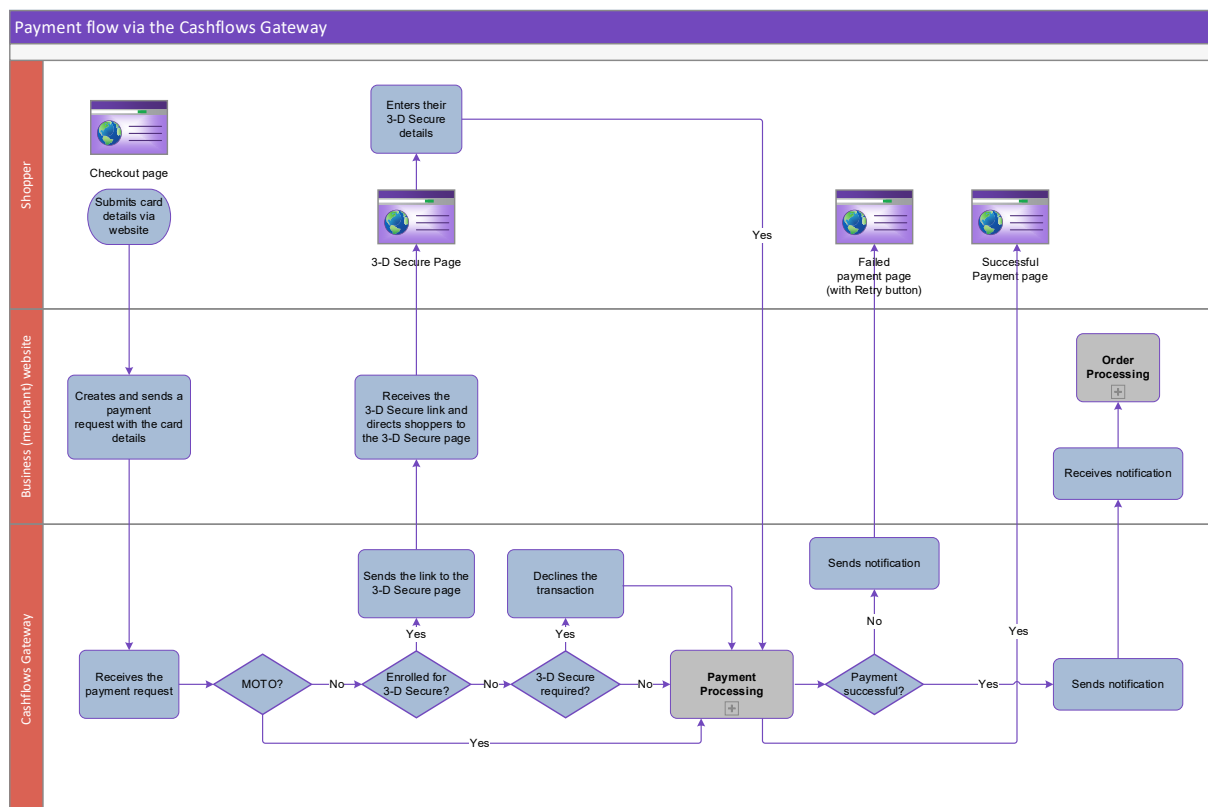 Payment flow via the Cashflows Gateway
Shopper
Checkout page
Submits card
details via
website
Enters their
3-D Secure
details
3-D Secure Page
Yes
Failed
payment page
(with Retry button)
Successful
Payment page
Business (merchant) website
Creates and sends a
payment
request with the card
details
Receives the
3-D Secure link and
directs shoppers to
the 3-D Secure page
Order
Processing
Receives notification
Cashflows Gateway
Sends the link to the
3-D Secure page
Declines the
transaction
Sends notification
Yes
Yes
No
Yes
Receives the
payment request
MOTO?
No
Enrolled for
3-D Secure?
No
3-D Secure
required?
No
Payment
Processing
Payment
successful?
Yes
Sends notification
Yes